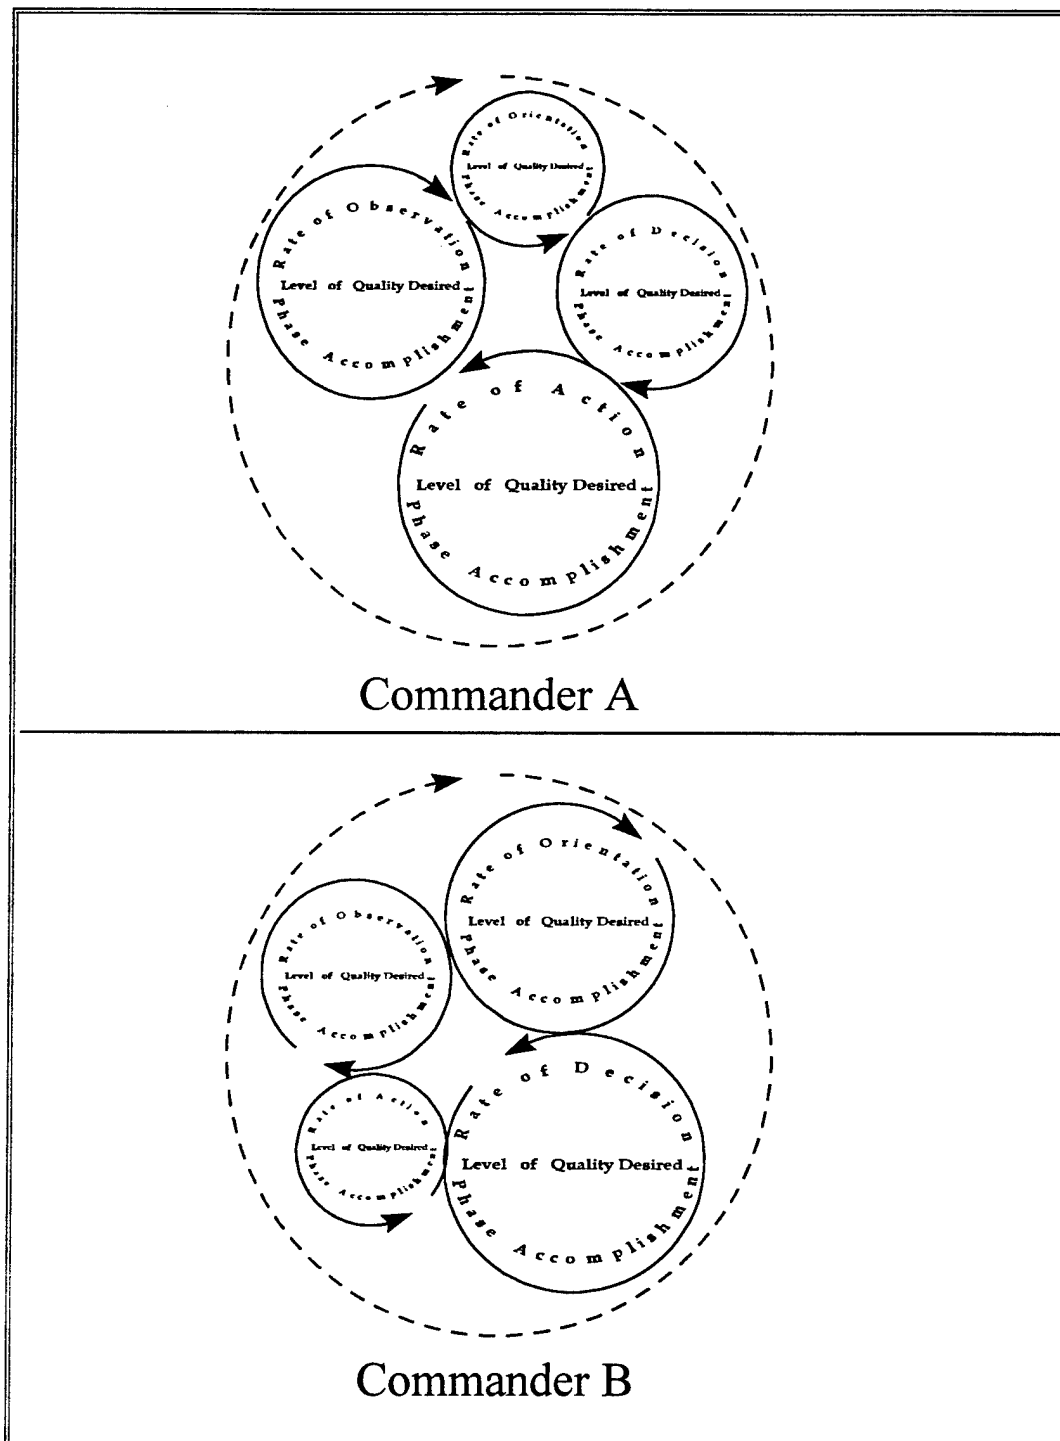 Rate of Orientation
Level of Quality Desired
Phase Accomplishment
Rate of Observation
Level of Quality Desired
Phase Accomplishment
Rate of Decision
Level of Quality Desired
Phase Accomplishment
Rate of Action
Level of Quality Desired
Phase Accomplishment
Commander A
Rate of Orientation
Level of Quality Desired
Phase Accomplishment
Rate of Observation
Level of Quality Desired
Phase Accomplishment
Rate of Action
Level of Quality Desired
Phase Accomplishment
Rate of Decision
Level of Quality Desired
Phase Accomplishment
Commander B